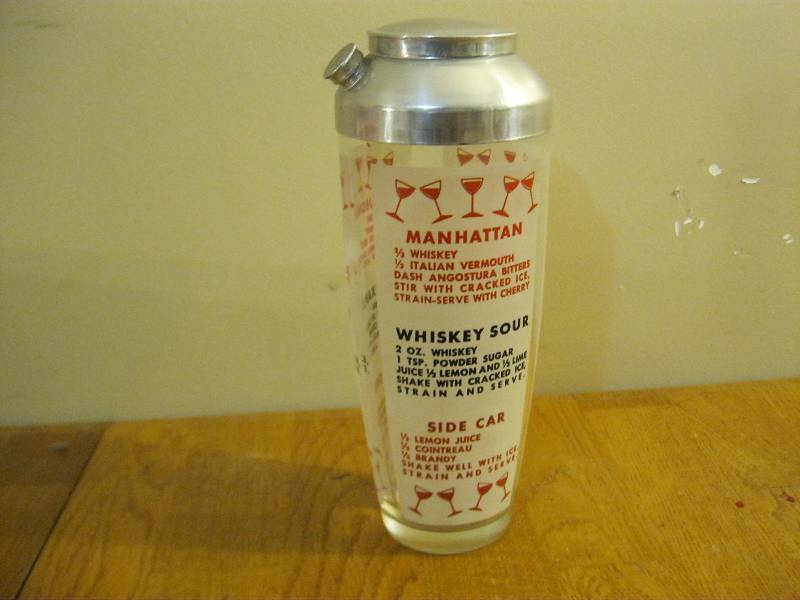 MANHATTAN
⅔ WHISKEY
⅓ ITALIAN VERMOUTH
DASH ANGOSTURA BITTERS
STIR WITH CRACKED ICE,
STRAIN-SERVE WITH CHERRY
WHISKEY SOUR
2 OZ. WHISKEY
1 TSP. POWDER SUGAR
JUICE ½ LEMON AND ½ LIME
SHAKE WITH CRACKED ICE,
STRAIN AND SERVE.
SIDE CAR
⅓ LEMON JUICE
⅓ COINTREAU
⅓ BRANDY
SHAKE WELL WITH ICE,
STRAIN AND SERVE.